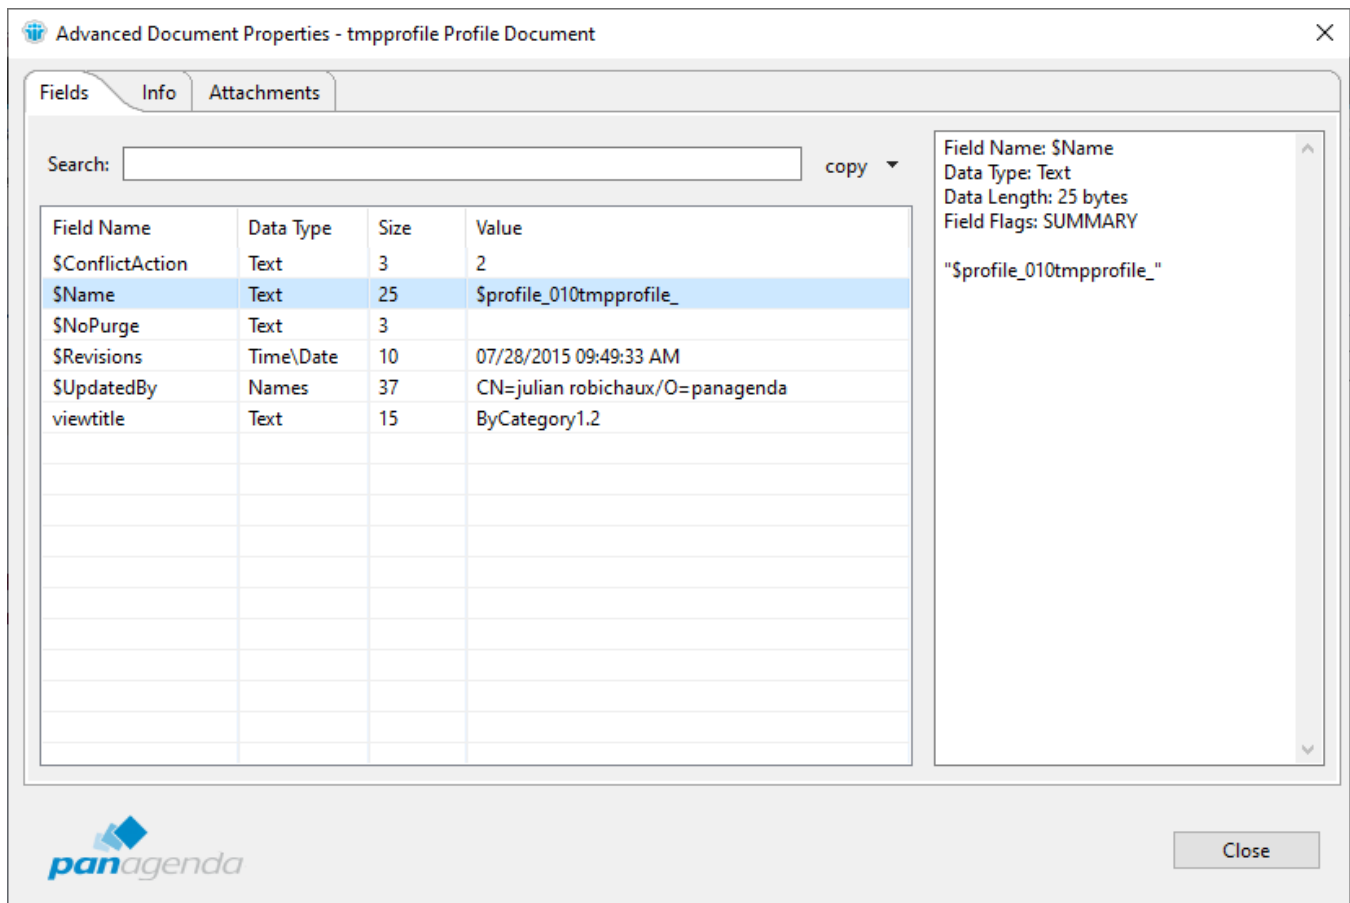 Advanced Document Properties - tmpprofile Profile Document
Fields Info Attachments
Search: copy
Field Name Data Type Size Value
$ConflictAction Text 3 2
$Name Text 25 $profile_010tmpprofile_
$NoPurge Text 3
$Revisions Time\Date 10 07/28/2015 09:49:33 AM
$UpdatedBy Names 37 CN=julian robichaux/O=panagenda
viewtitle Text 15 ByCategory1.2
Field Name: $Name
Data Type: Text
Data Length: 25 bytes
Field Flags: SUMMARY
"$profile_010tmpprofile_"
panagenda
Close